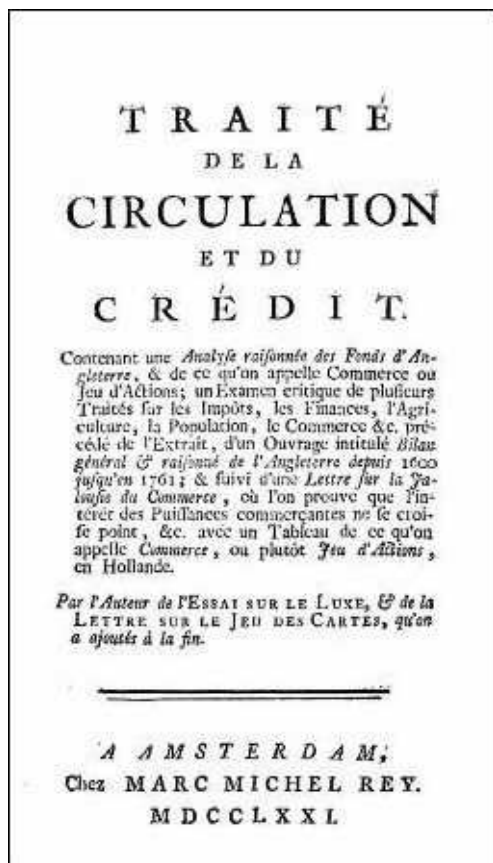 TRAITÉ
DE LA
CIRCULATION
ET DU
CRÉDIT.
Contenant une Analyſe raiſonnée des Fonds d'An-
gleterre, & de ce qu'on appelle Commerce ou
Jeu d'Actions; un Examen critique de pluſieurs
Traités ſur les Impôts, les Finances, l'Agri-
culture, la Population, le Commerce &c. pré-
cédé de l'Extrait, d'un Ouvrage intitulé Bilan
général & raiſonné de l'Angleterre depuis 1600
juſqu'en 1761; & ſuivi d'une Lettre ſur la Ja-
louſie du Commerce, où l'on prouve que l'in-
térêt des Puiſſances commerçantes ne ſe croi-
ſe point, &c. avec un Tableau de ce qu'on
appelle Commerce, ou plutôt Jeu d'Actions,
en Hollande.
Par l'Auteur de l'ESSAI SUR LE LUXE, & de la
LETTRE SUR LE JEU DES CARTES, qu'on
a ajoutés à la fin.
A AMSTERDAM,
Chez MARC MICHEL REY.
MDCCLXXI.